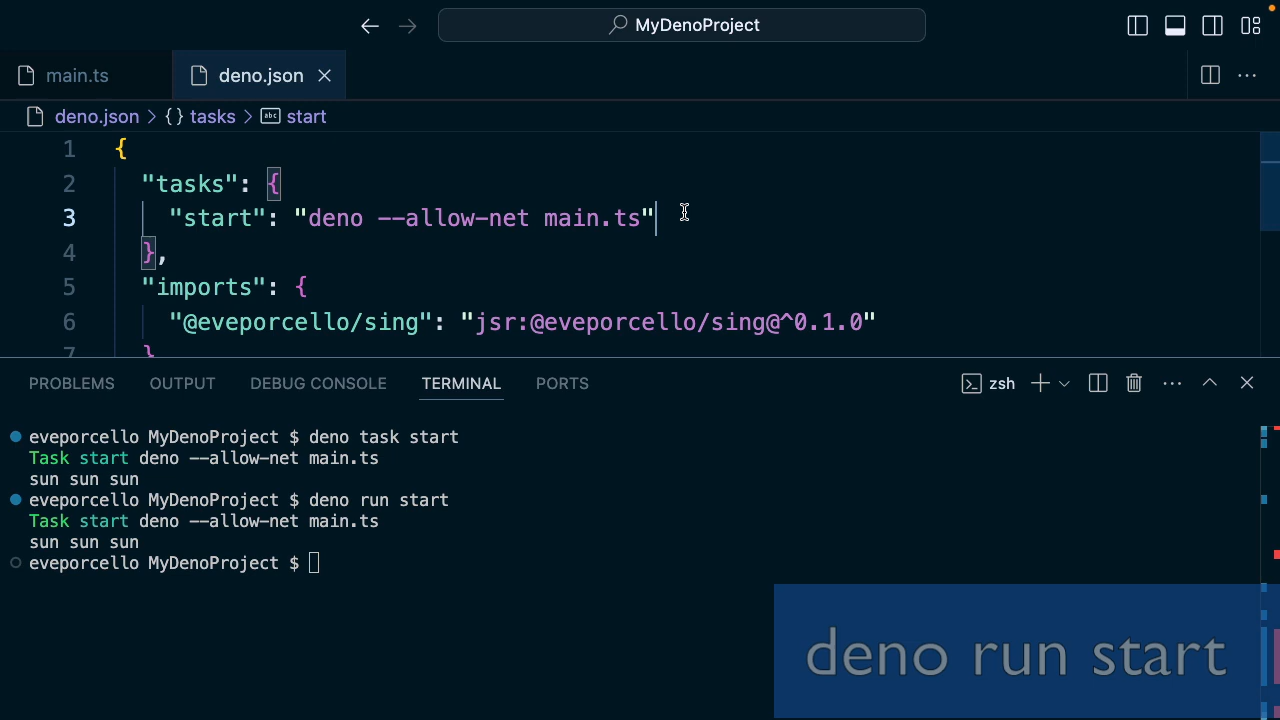 MyDenoProject
main.ts
deno.json
deno.json > {} tasks > abc start
1 {
2 "tasks": {
3 "start": "deno --allow-net main.ts"
4 },
5 "imports": {
6 "@eveporcello/sing": "jsr:@eveporcello/sing@^0.1.0"
7 }
PROBLEMS OUTPUT DEBUG CONSOLE TERMINAL PORTS zsh
eveporcello MyDenoProject $ deno task start
Task start deno --allow-net main.ts
sun sun sun
eveporcello MyDenoProject $ deno run start
Task start deno --allow-net main.ts
sun sun sun
eveporcello MyDenoProject $
deno run start